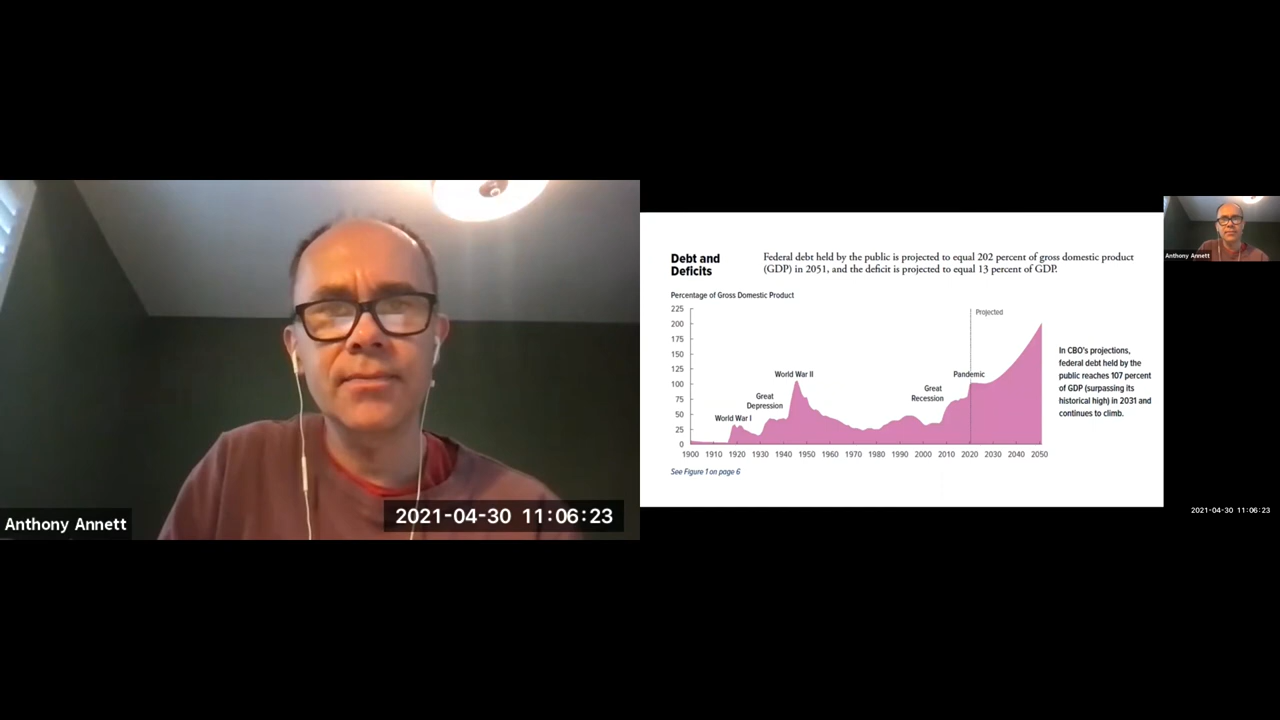 Anthony Annett
2021-04-30 11:06:23
Debt and
Deficits
Federal debt held by the public is projected to equal 202 percent of gross domestic product
(GDP) in 2051, and the deficit is projected to equal 13 percent of GDP.
Percentage of Gross Domestic Product
225
200
175
150
125
100
75
50
25
0
Projected
World War II
Pandemic
Great
Recession
Great
Depression
World War I
1900 1910 1920 1930 1940 1950 1960 1970 1980 1990 2000 2010 2020 2030 2040 2050
See Figure 1 on page 6
In CBO's projections,
federal debt held by the
public reaches 107 percent
of GDP (surpassing its
historical high) in 2031 and
continues to climb.
Anthony Annett
2021-04-30 11:06:23